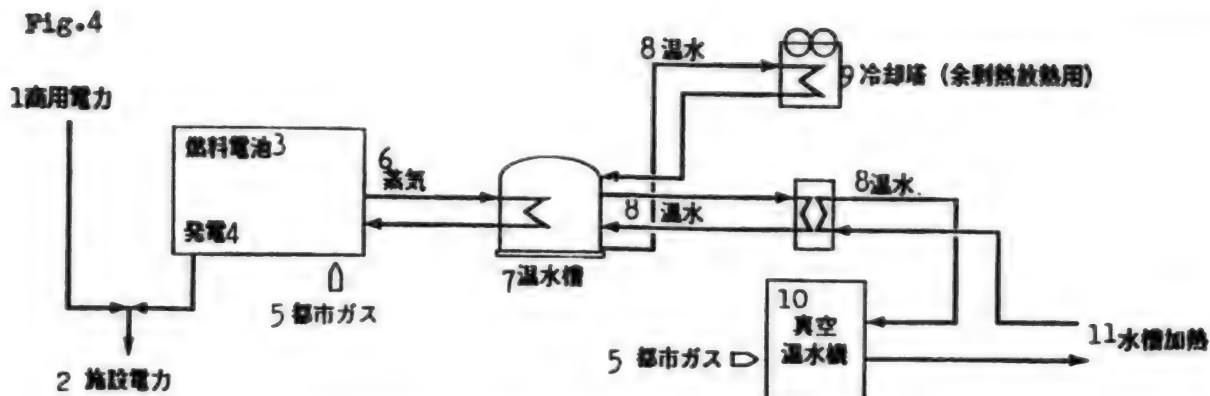 Fig.4
8 温水
9 冷却塔 (余剰熱放熱用)
1商用電力
燃料電池3
発電4
6
蒸気
8温水
8 温水
7温水槽
5 都市ガス
10
真空
温水機
5 都市ガス
11水槽加熱
2 施設電力